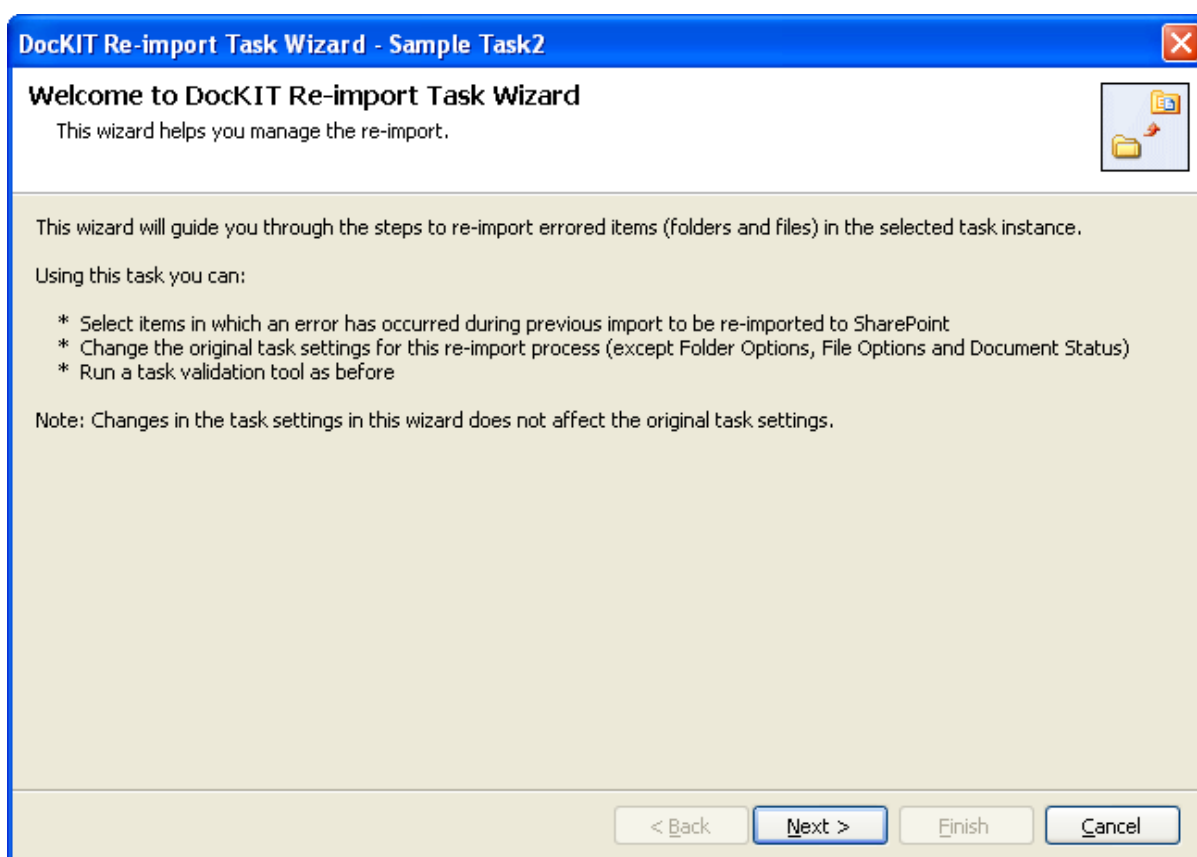 DocKIT Re-import Task Wizard - Sample Task2
Welcome to DocKIT Re-import Task Wizard
This wizard helps you manage the re-import.
This wizard will guide you through the steps to re-import errored items (folders and files) in the selected task instance.
Using this task you can:
* Select items in which an error has occurred during previous import to be re-imported to SharePoint
* Change the original task settings for this re-import process (except Folder Options, File Options and Document Status)
* Run a task validation tool as before
Note: Changes in the task settings in this wizard does not affect the original task settings.
< Back Next > Finish Cancel